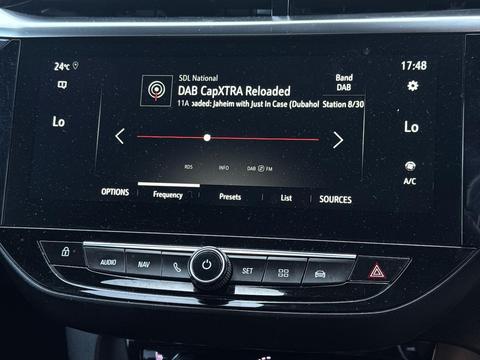 24°c
17:48
SDL National
DAB CapXTRA Reloaded
Band
DAB
11A oaded: Jaheim with Just In Case (Dubahol Station 8/30
Lo
Lo
RDS INFO DAB FM
A/C
OPTIONS Frequency Presets List SOURCES
AUDIO NAV SET